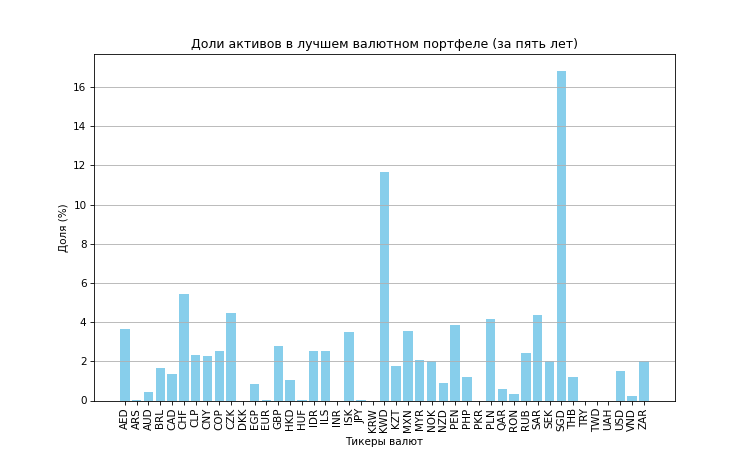 Доли активов в лучшем валютном портфеле (за пять лет)
Доля (%)
16
14
12
10
8
6
4
2
0
AED
ARS
AUD
BRL
CAD
CHF
CLP
CNY
COP
CZK
DKK
EGP
EUR
GBP
HKD
HUF
IDR
ILS
INR
ISK
JPY
KRW
KWD
KZT
MXN
MYR
NOK
NZD
PEN
PHP
PKR
PLN
QAR
RON
RUB
SAR
SEK
SGD
THB
TRY
TWD
UAH
USD
VND
ZAR
Тикеры валют